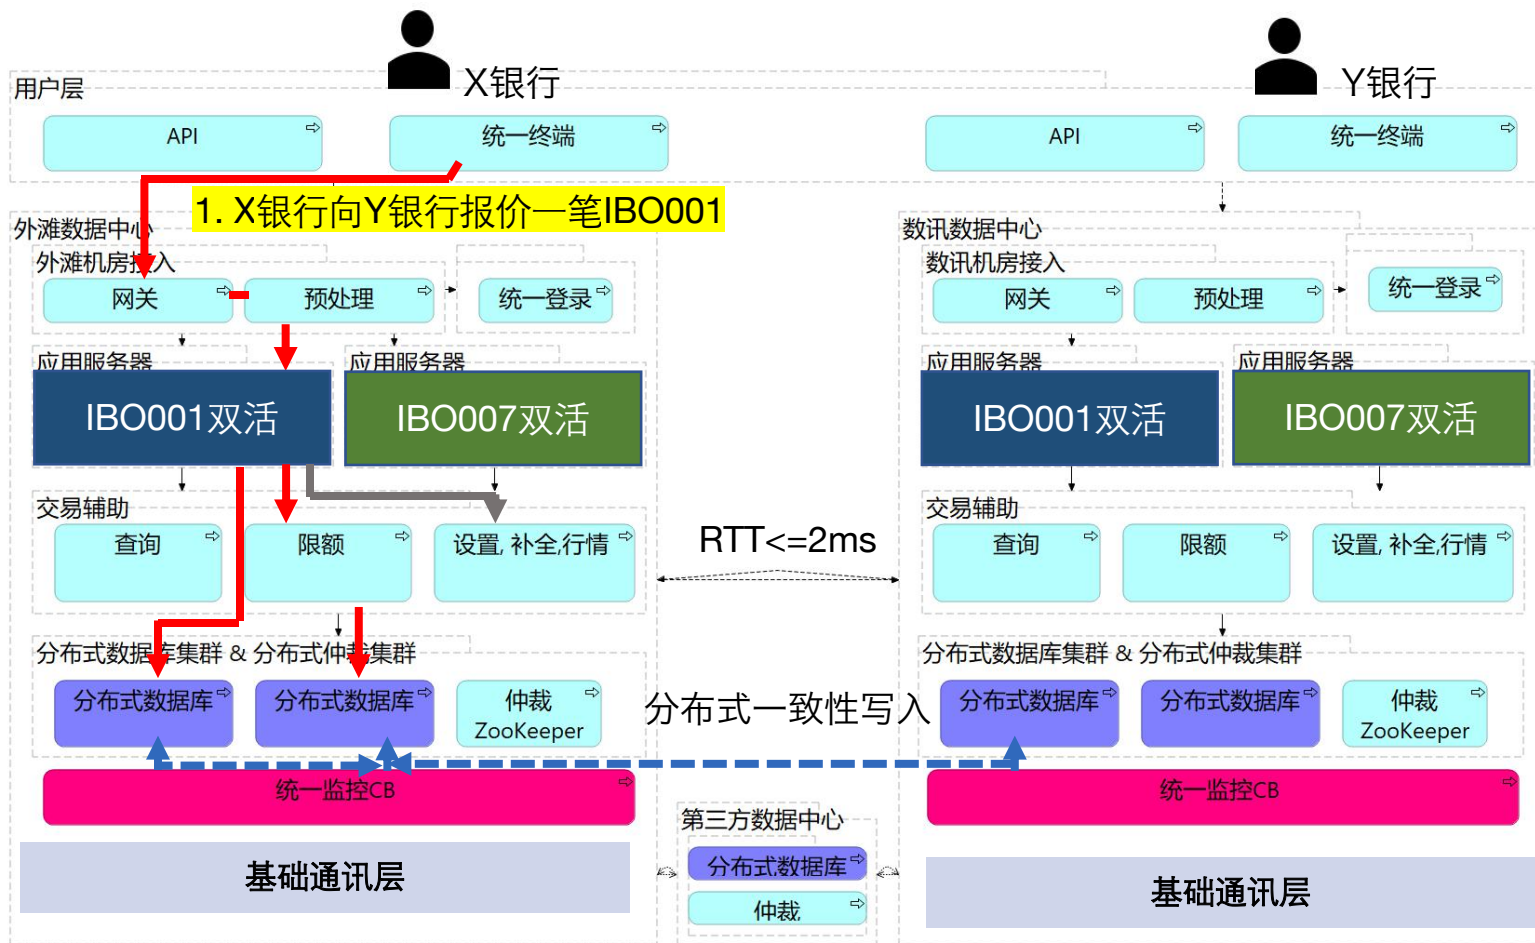 X银行
Y银行
用户层
API
统一终端
API
统一终端
1. X银行向Y银行报价一笔IBO001
外滩数据中心
外滩机房接入
网关
预处理
统一登录
数讯数据中心
数讯机房接入
网关
预处理
统一登录
应用服务器
应用服务器
IBO001双活
IBO007双活
应用服务器
应用服务器
IBO001双活
IBO007双活
交易辅助
查询
限额
设置, 补全,行情
RTT<=2ms
交易辅助
查询
限额
设置, 补全,行情
分布式数据库集群 & 分布式仲裁集群
分布式数据库
分布式数据库
仲裁
ZooKeeper
分布式一致性写入
分布式数据库集群 & 分布式仲裁集群
分布式数据库
分布式数据库
仲裁
ZooKeeper
统一监控CB
统一监控CB
第三方数据中心
分布式数据库
仲裁
基础通讯层
基础通讯层